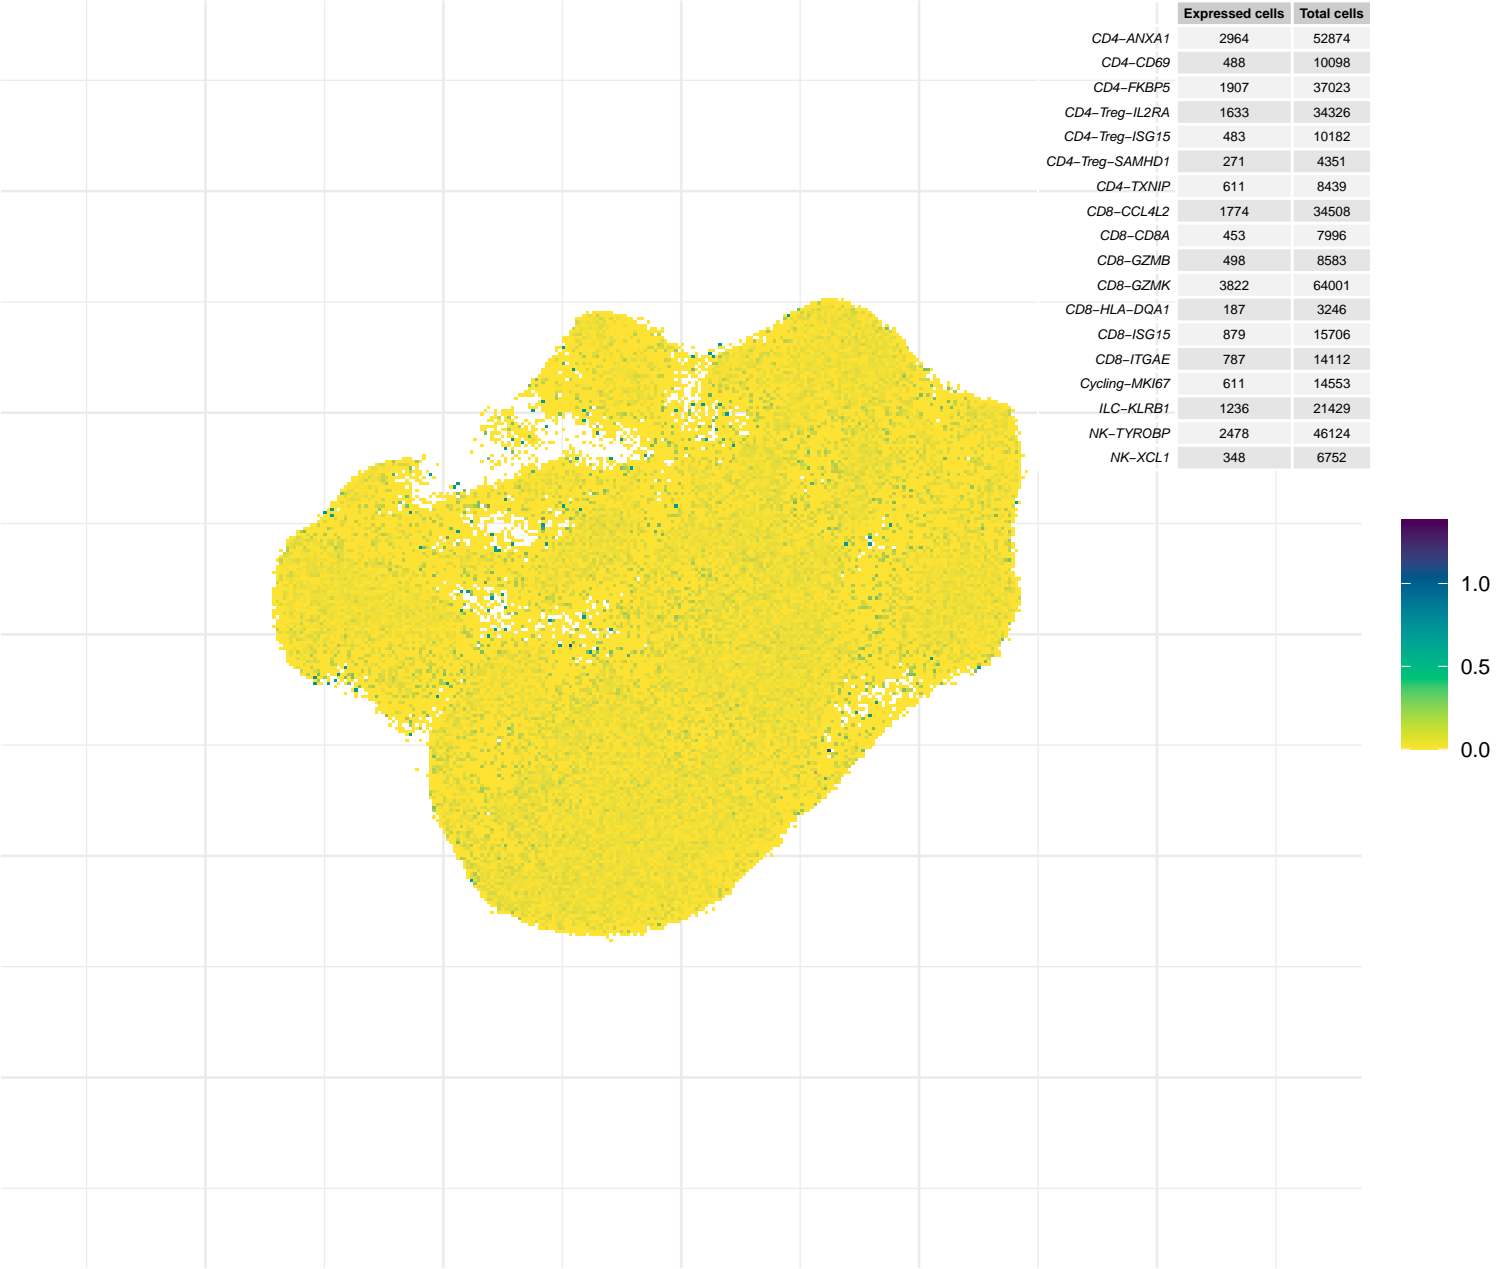 Expressed cells Total cells
CD4−ANXA1 2964 52874
CD4−CD69 488 10098
CD4−FKBP5 1907 37023
CD4−Treg−IL2RA 1633 34326
CD4−Treg−ISG15 483 10182
CD4−Treg−SAMHD1 271 4351
CD4−TXNIP 611 8439
CD8−CCL4L2 1774 34508
CD8−CD8A 453 7996
CD8−GZMB 498 8583
CD8−GZMK 3822 64001
CD8−HLA−DQA1 187 3246
CD8−ISG15 879 15706
CD8−ITGAE 787 14112
Cycling−MKI67 611 14553
ILC−KLRB1 1236 21429
NK−TYROBP 2478 46124
NK−XCL1 348 6752
1.0
0.5
0.0